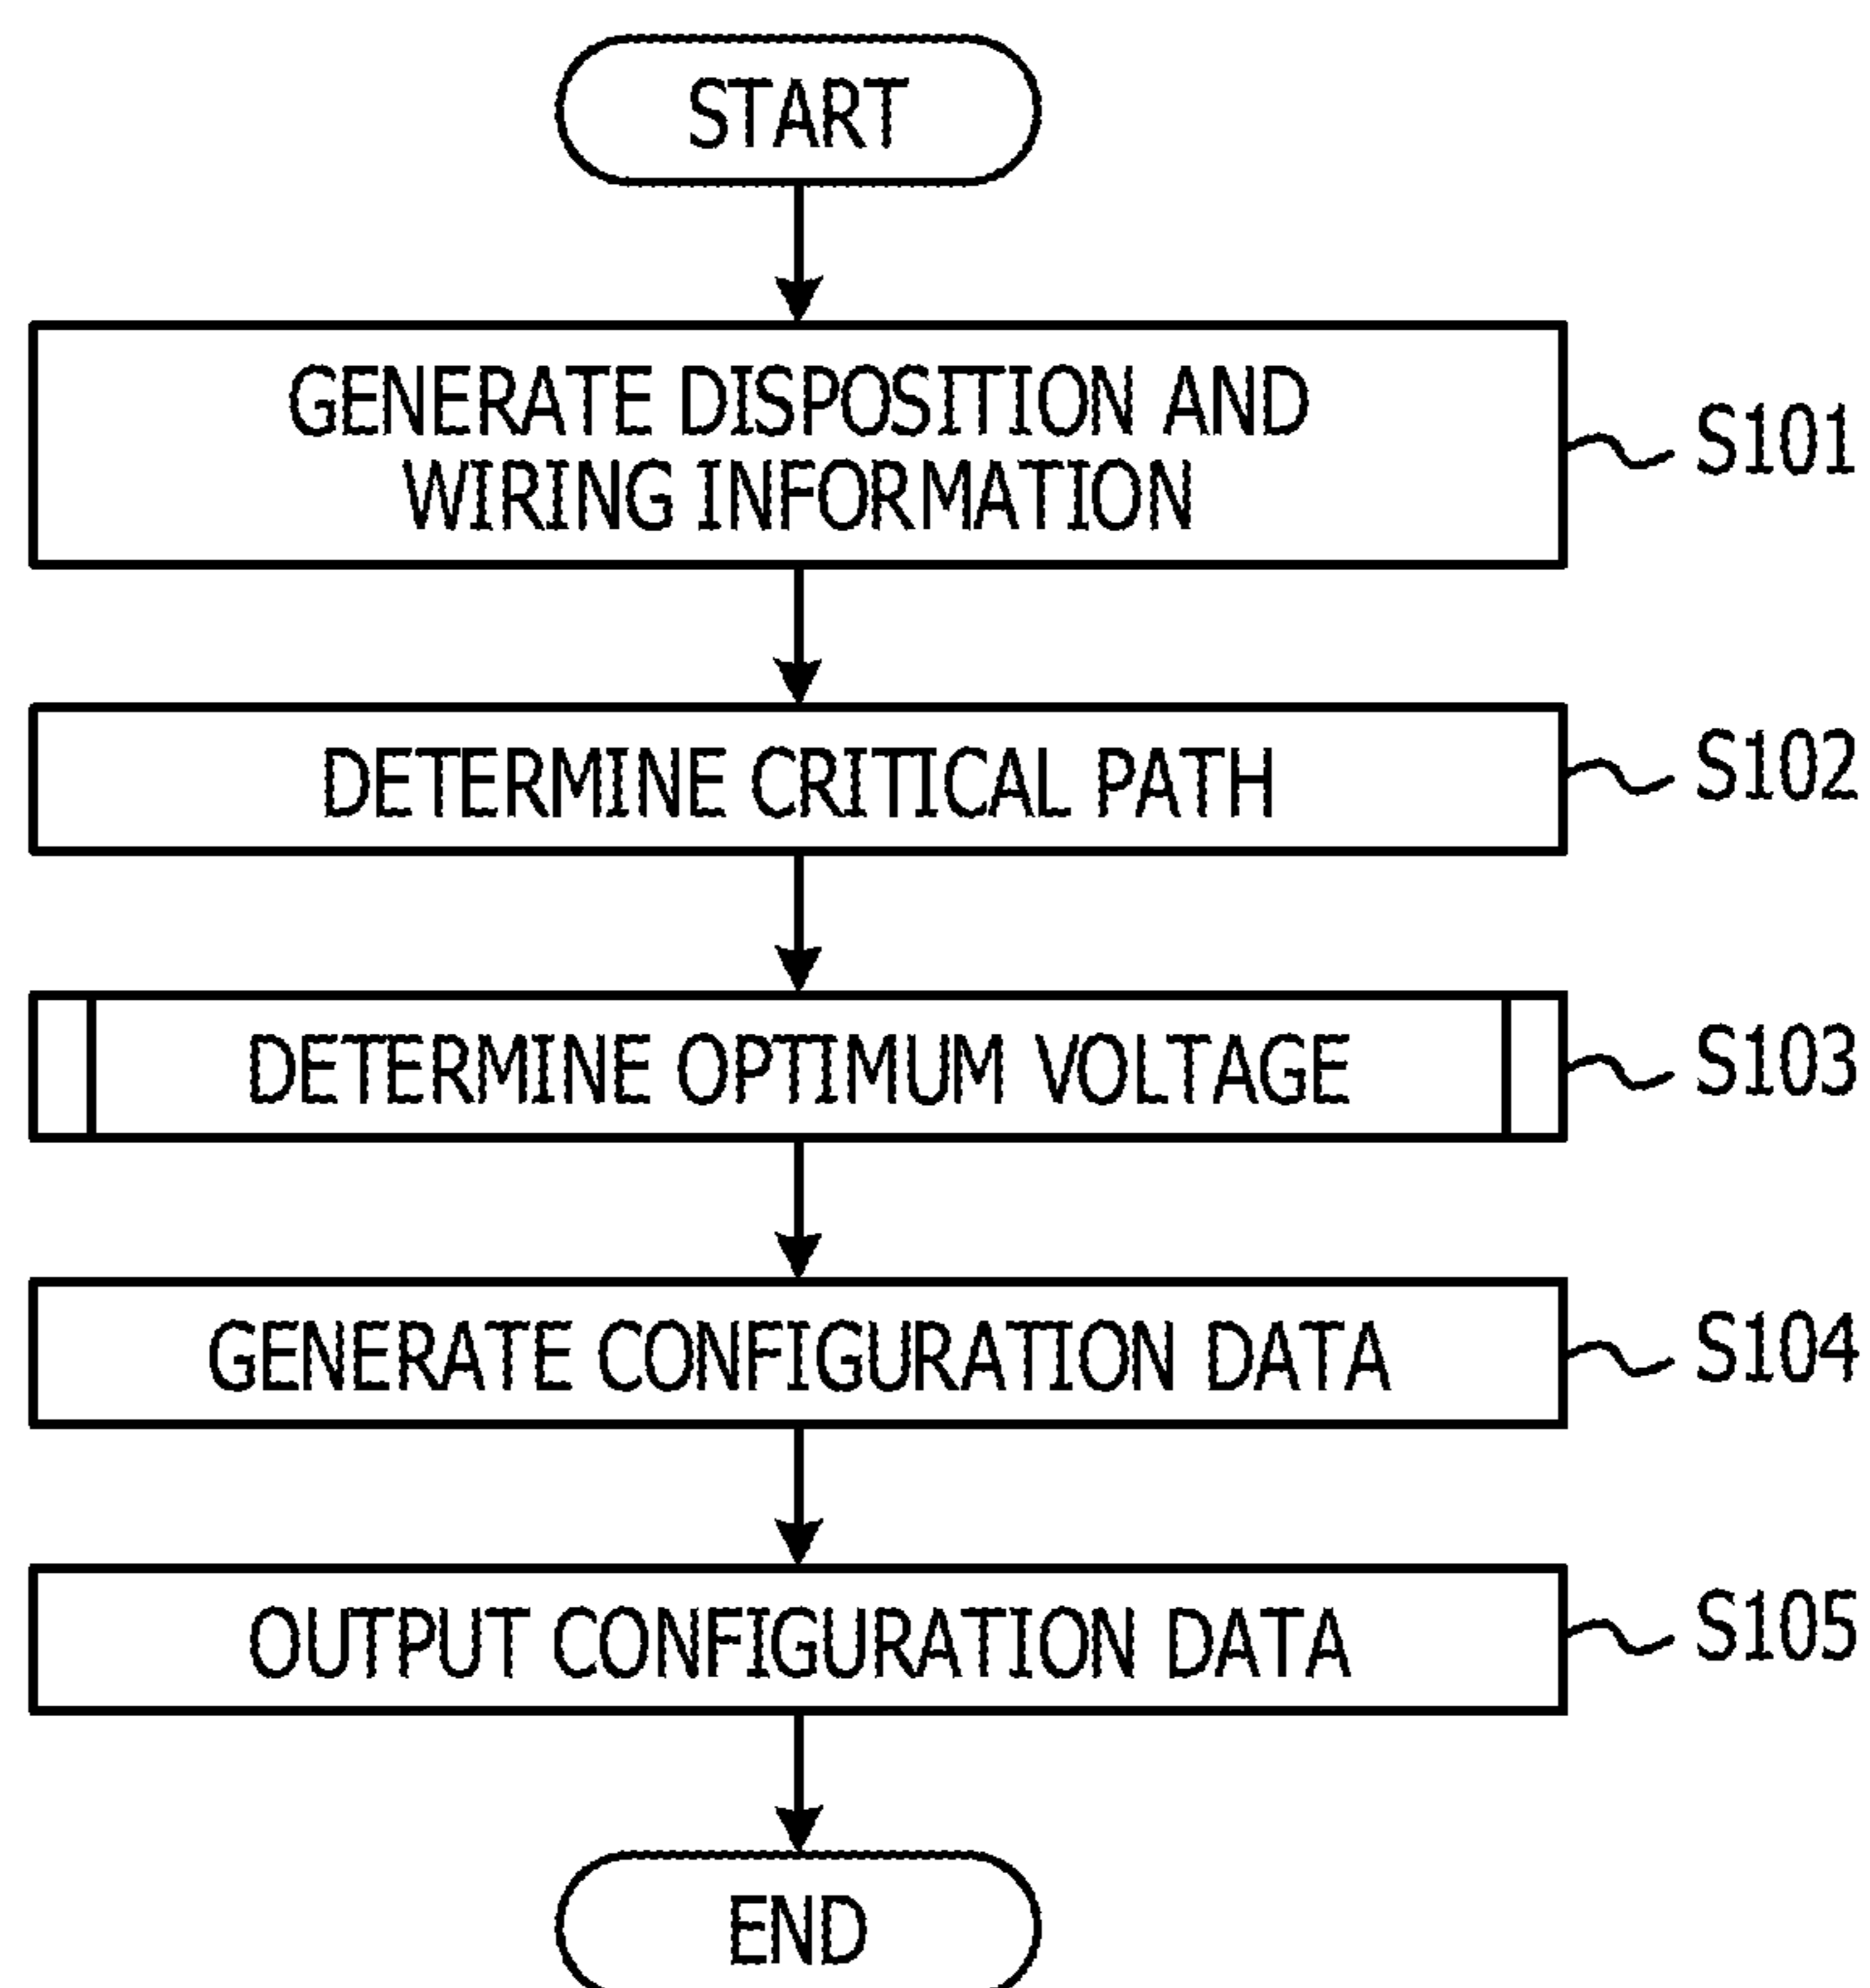 START
GENERATE DISPOSITION AND
WIRING INFORMATION
S101
DETERMINE CRITICAL PATH
S102
DETERMINE OPTIMUM VOLTAGE
S103
GENERATE CONFIGURATION DATA
S104
OUTPUT CONFIGURATION DATA
S105
END